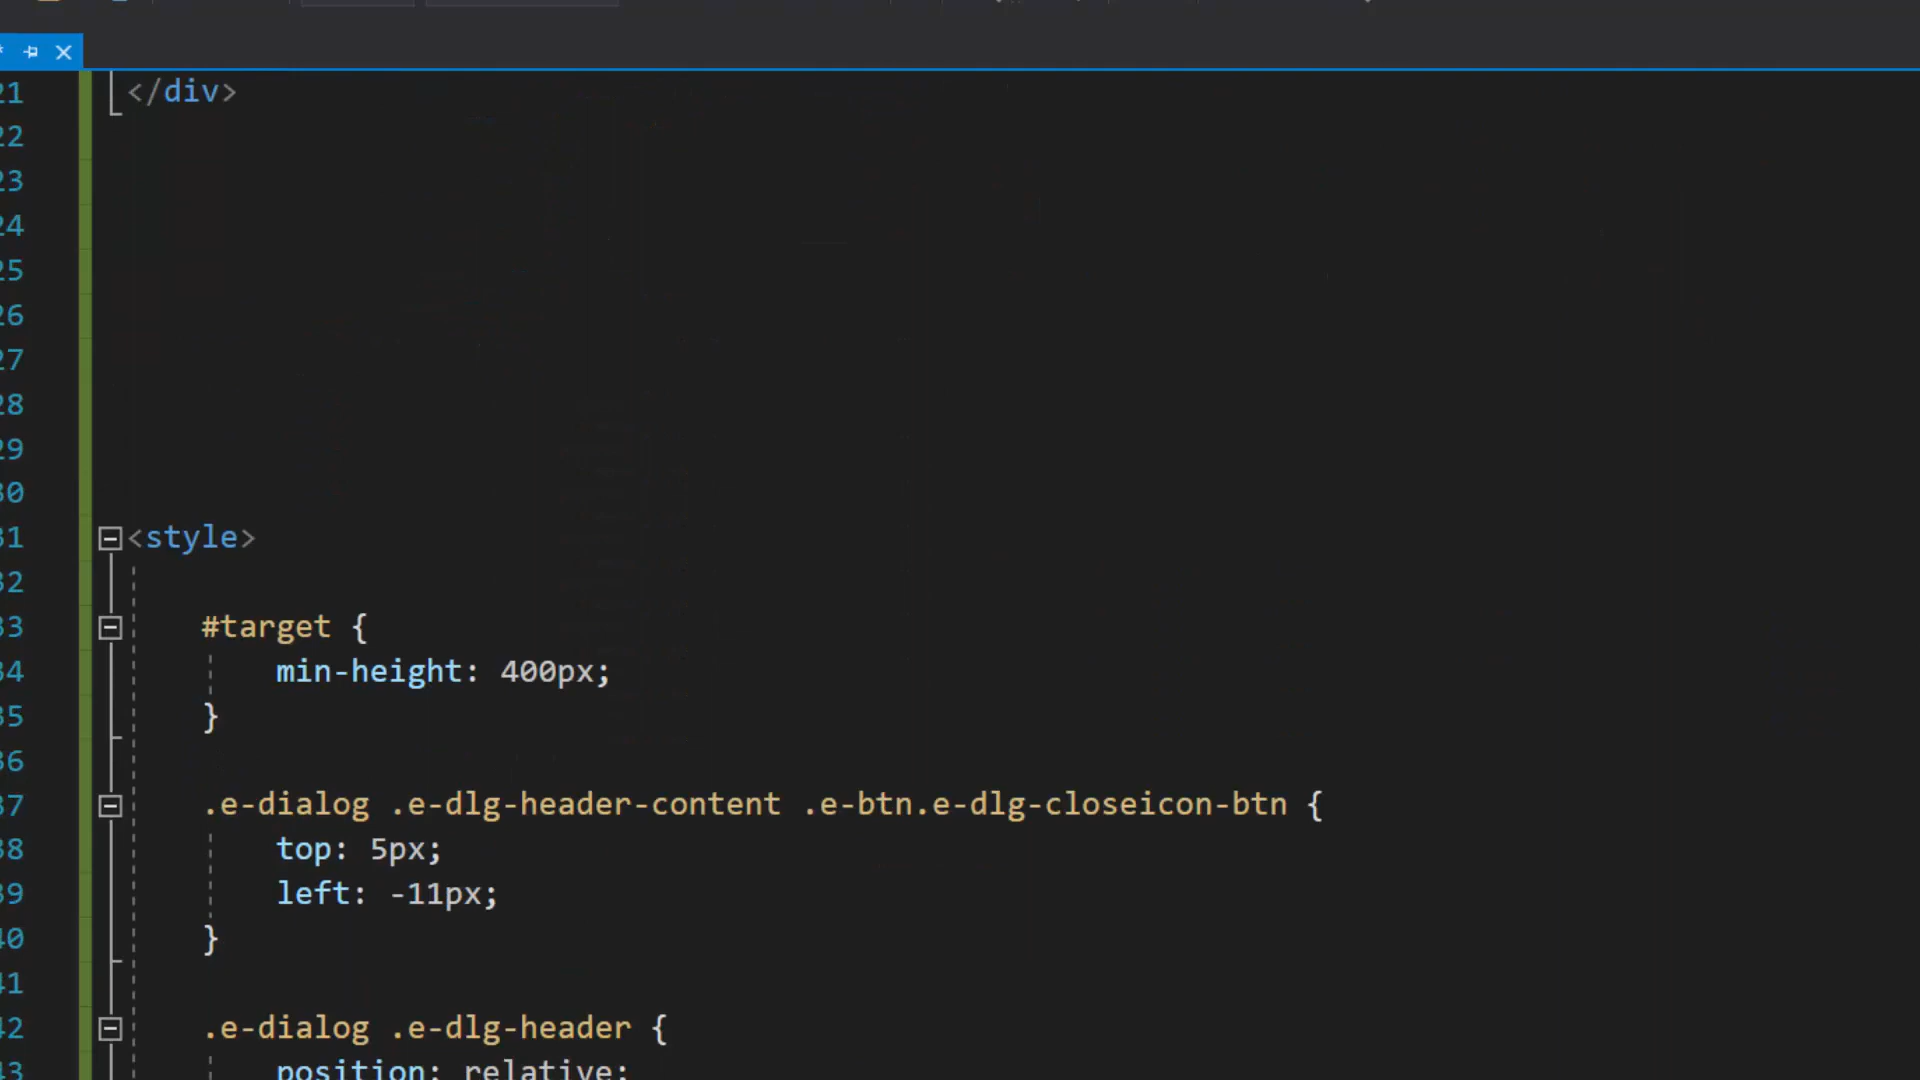 21 </div>
22
23
24
25
26
27
28
29
30
31 <style>
32
33 #target {
34 min-height: 400px;
35 }
36
37 .e-dialog .e-dlg-header-content .e-btn.e-dlg-closeicon-btn {
38 top: 5px;
39 left: -11px;
40 }
41
42 .e-dialog .e-dlg-header {
43 position: relative;